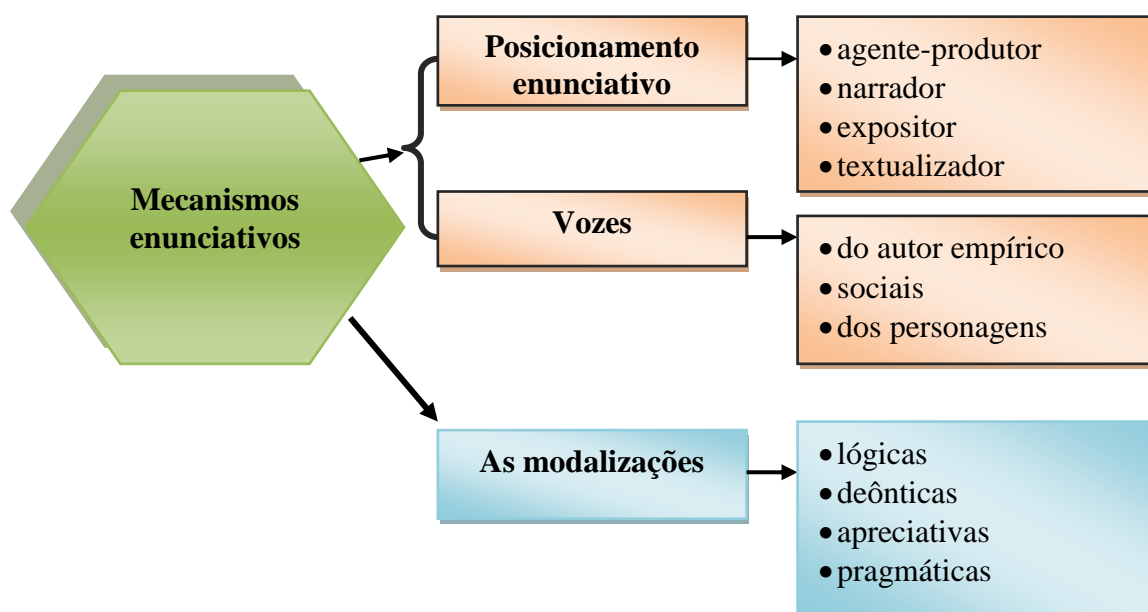 Mecanismos
enunciativos
Posicionamento
enunciativo
• agente-produtor
• narrador
• expositor
• textualizador
Vozes
• do autor empírico
• sociais
• dos personagens
As modalizações
• lógicas
• deônticas
• apreciativas
• pragmáticas